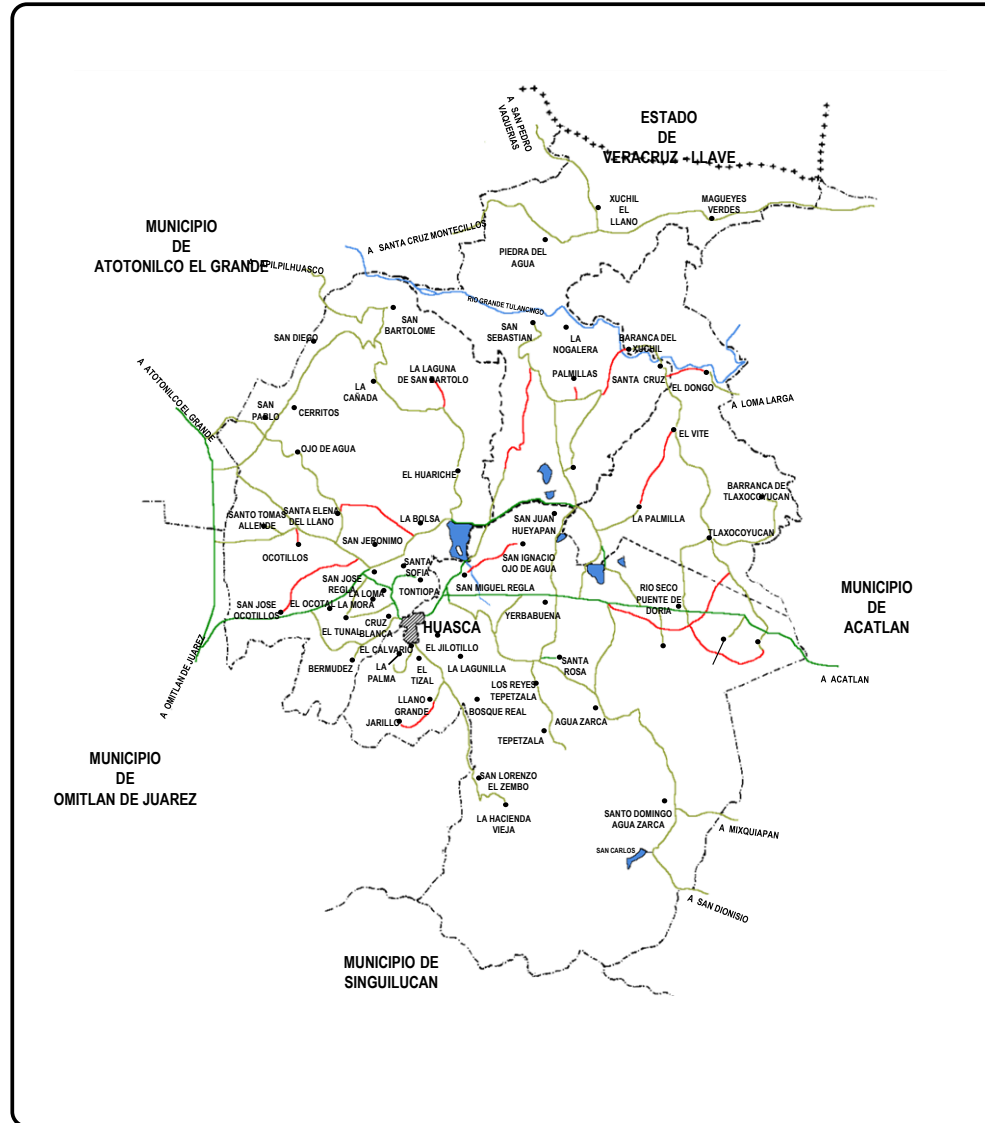 A SAN PEDRO
VAQUERIAS
ESTADO
DE
VERACRUZ - LLAVE
XUCHIL
EL
LLANO
MAGUEYES
VERDES
MUNICIPIO
DE
ATOTONILCO EL GRANDE
A SANTA CRUZ MONTECILLOS
PIEDRA DEL
AGUA
RIO GRANDE TULANCINGO
SAN
BARTOLOME
SAN DIEGO
SAN
SEBASTIAN
LA
NOGALERA
BARANCA DEL
XUCHIL
A ATOTONILCO EL GRANDE
LA
CAÑADA
LA LAGUNA
DE SAN BARTOLO
PALMILLAS
SANTA CRUZ
EL DONGO
A LOMA LARGA
SAN
PABLO
CERRITOS
EL VITE
OJO DE AGUA
EL HUARICHE
BARRANCA DE
TLAXOCOYUCAN
SANTO TOMAS
ALLENDE
SANTA ELENA
DEL LLANO
LA BOLSA
SAN JUAN
HUEYAPAN
LA PALMILLA
TLAXOCOYUCAN
OCOTILLOS
SAN JERONIMO
SANTA
SOFIA
SAN IGNACIO
OJO DE AGUA
SAN JOSE
REGLA
LA LOMA
TONTIOPA
SAN MIGUEL REGLA
RIO SECO
PUENTE DE
DORIA
MUNICIPIO
DE
ACATLAN
SAN JOSE
OCOTILLOS
EL OCOTAL
LA MORA
EL TUNAL
CRUZ
BLANCA
HUASCA
YERBABUENA
EL CALVARIO
EL JILOTILLO
BERMUDEZ
LA
PALMA
EL
TIZAL
LA LAGUNILLA
SANTA
ROSA
A ACATLAN
A OMITLAN DE JUAREZ
LLANO
GRANDE
JARILLO
BOSQUE REAL
LOS REYES
TEPETZALA
AGUA ZARCA
TEPETZALA
MUNICIPIO
DE
OMITLAN DE JUAREZ
SAN LORENZO
EL ZEMBO
LA HACIENDA
VIEJA
SANTO DOMINGO
AGUA ZARCA
A MIXQUIAPAN
SAN CARLOS
A SAN DIONISIO
MUNICIPIO DE
SINGUILUCAN